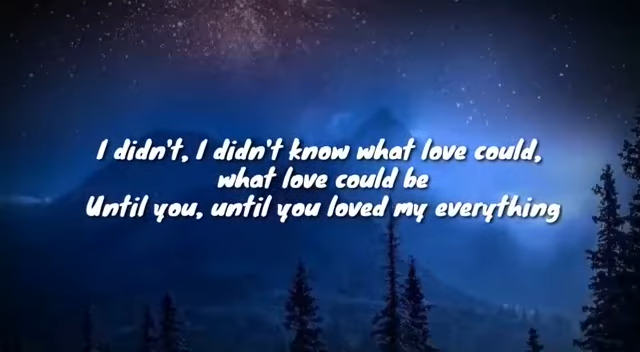 I didn't, I didn't know what love could,
what love could be
Until you, until you loved my everything